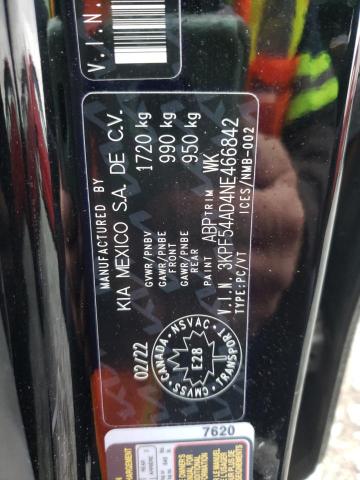 V.I.N.
MANUFACTURED BY
KIA MEXICO S.A. DE C.V.
GVWR/PNBV 1720 kg
GAWR/PNBE FRONT 990 kg
GAWR/PNBE REAR 950 kg
PAINT ABP TRIM WK
V.I.N. 3KPF54AD4NE466842
TYPE:PC/VT ICES/NMB-002
02/22
CANADA NSVAC
E28
CMVSS TRANSPORT
7620